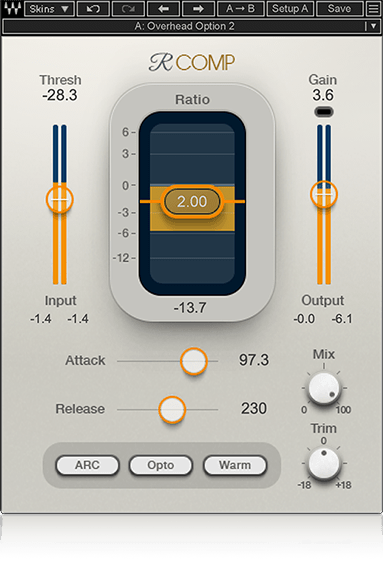 Skins A→B Setup A Save
A: Overhead Option 2
R COMP
Thresh Ratio Gain
-28.3 3.6
6
3
0
2.00
-3
-6
-12
-13.7
Input Output
-1.4 -1.4 -0.0 -6.1
Attack 97.3 Mix
0 100
Release 230
Trim
0
ARC Opto Warm
-18 +18